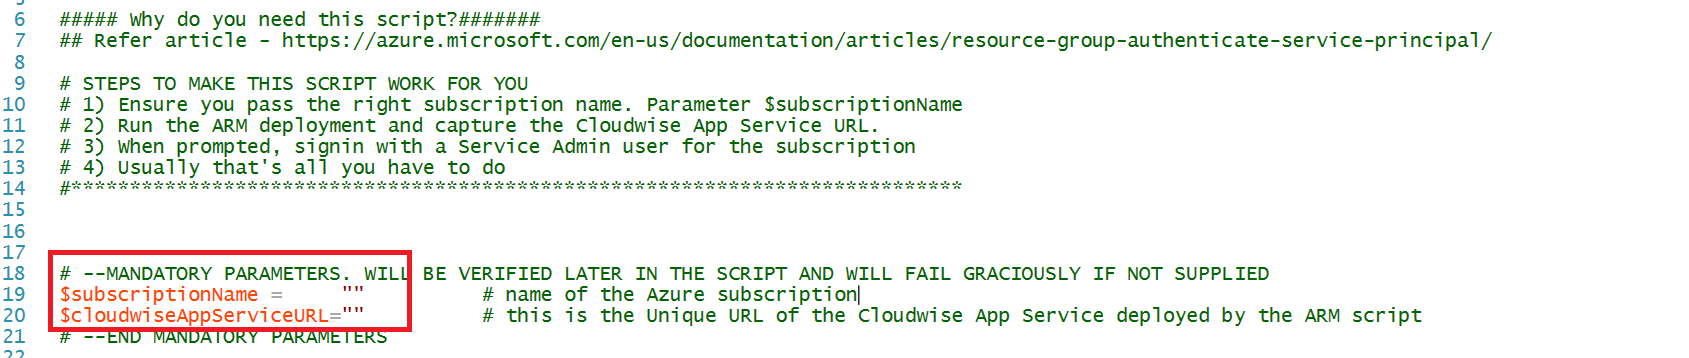 6 ##### Why do you need this script?#######
7 ## Refer article - https://azure.microsoft.com/en-us/documentation/articles/resource-group-authenticate-service-principal/
8
9 # STEPS TO MAKE THIS SCRIPT WORK FOR YOU
10 # 1) Ensure you pass the right subscription name. Parameter $subscriptionName
11 # 2) Run the ARM deployment and capture the Cloudwise App Service URL.
12 # 3) When prompted, signin with a Service Admin user for the subscription
13 # 4) Usually that's all you have to do
14 #****************************************************************************
15
16
17
18 # --MANDATORY PARAMETERS. WILL BE VERIFIED LATER IN THE SCRIPT AND WILL FAIL GRACIOUSLY IF NOT SUPPLIED
19 $subscriptionName = "" # name of the Azure subscription
20 $cloudwiseAppServiceURL="" # this is the Unique URL of the Cloudwise App Service deployed by the ARM script
21 # --END MANDATORY PARAMETERS
22